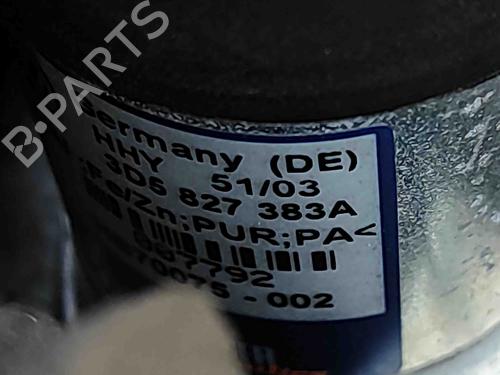 B-PARTS
Germany (DE)
HHY 51/03
3D5 827 383A
Fe/Zn;PUR;PA<
70075-002